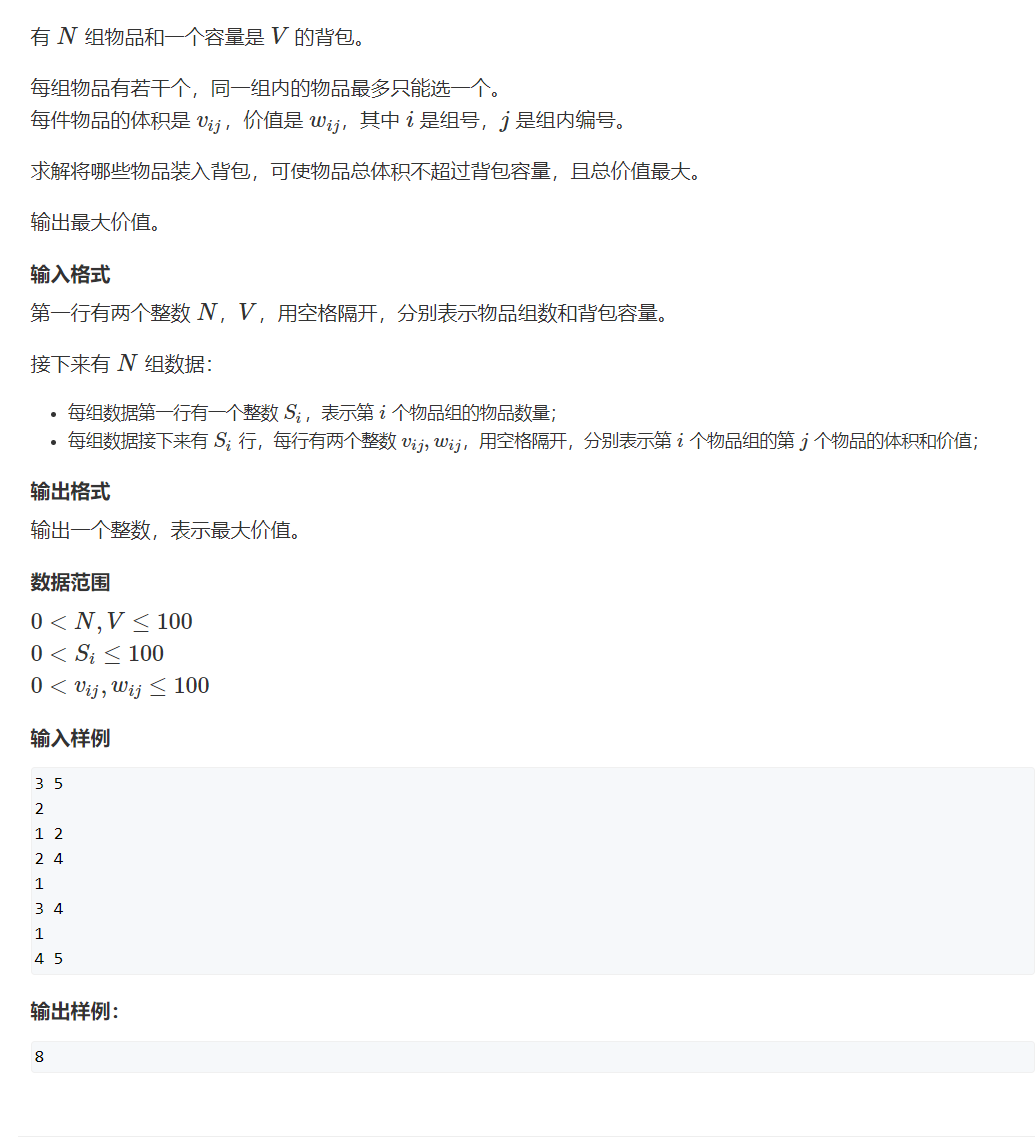 有 N 组物品和一个容量是 V 的背包。
每组物品有若干个，同一组内的物品最多只能选一个。
每件物品的体积是 v_{ij}，价值是 w_{ij}，其中 i 是组号，j 是组内编号。
求解将哪些物品装入背包，可使物品总体积不超过背包容量，且总价值最大。
输出最大价值。
输入格式
第一行有两个整数 N，V，用空格隔开，分别表示物品组数和背包容量。
接下来有 N 组数据：
• 每组数据第一行有一个整数 S_i，表示第 i 个物品组的物品数量；
• 每组数据接下来有 S_i 行，每行有两个整数 v_{ij}, w_{ij}，用空格隔开，分别表示第 i 个物品组的第 j 个物品的体积和价值；
输出格式
输出一个整数，表示最大价值。
数据范围
0 < N, V ≤ 100
0 < S_i ≤ 100
0 < v_{ij}, w_{ij} ≤ 100
输入样例
3 5
2
1 2
2 4
1
3 4
1
4 5
输出样例：
8